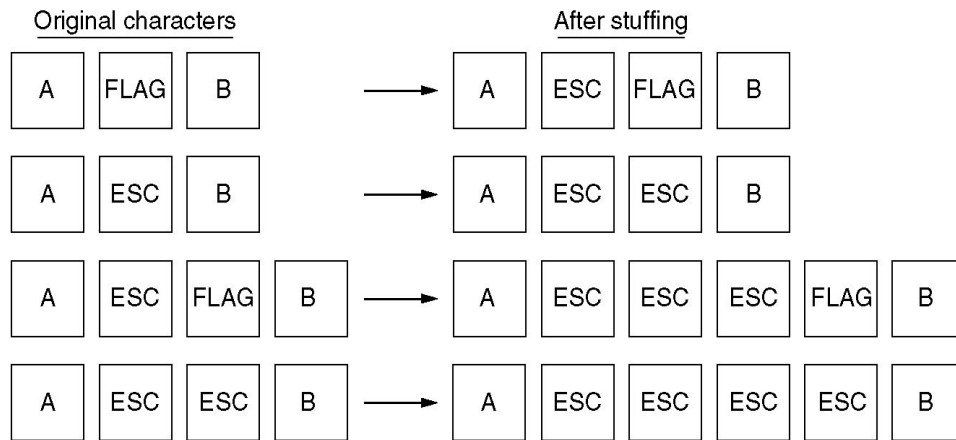 Original characters After stuffing
A FLAG B A ESC FLAG B
A ESC B A ESC ESC B
A ESC FLAG B A ESC ESC ESC FLAG B
A ESC ESC B A ESC ESC ESC ESC B